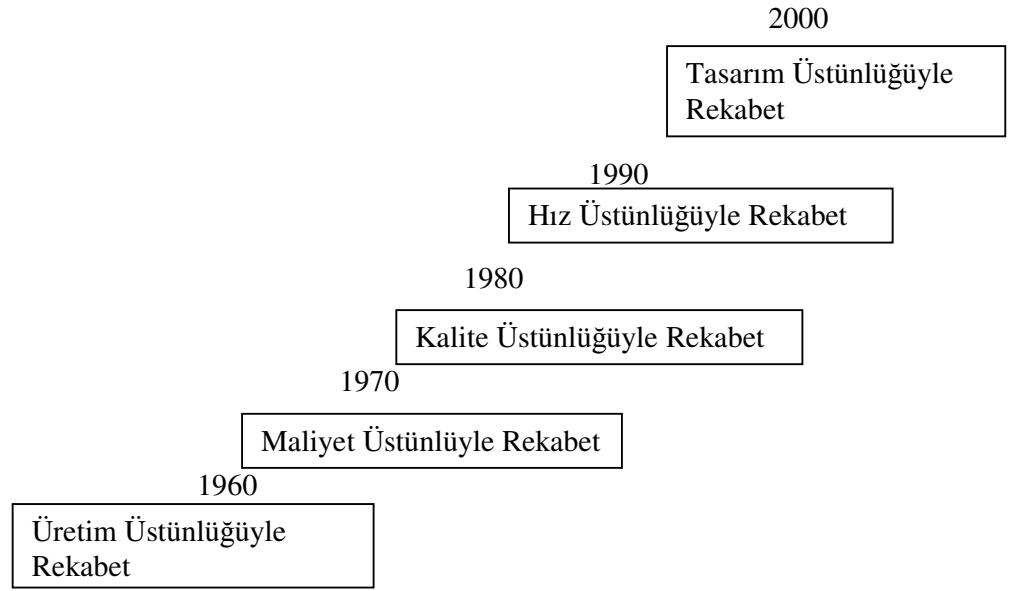 2000
Tasarım Üstünlüğüyle
Rekabet
1990
Hız Üstünlüğüyle Rekabet
1980
Kalite Üstünlüğüyle Rekabet
1970
Maliyet Üstünlüyle Rekabet
1960
Üretim Üstünlüğüyle
Rekabet